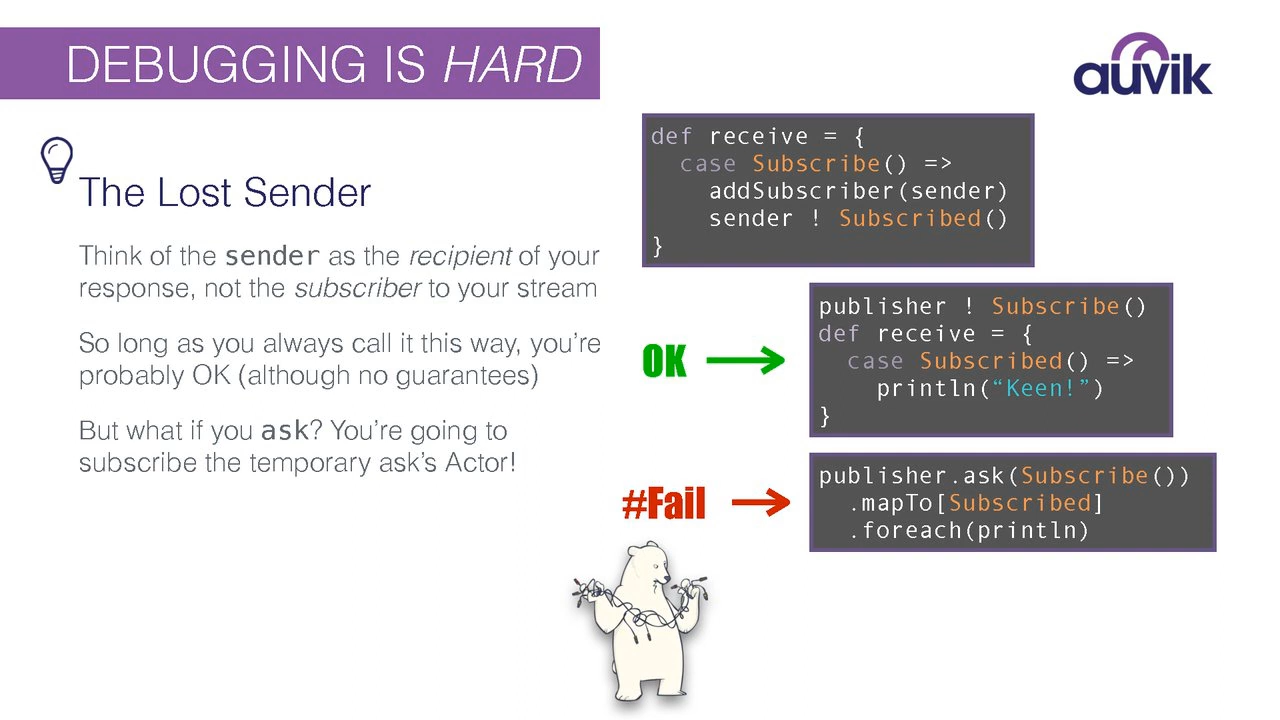 DEBUGGING IS HARD
auvik
The Lost Sender
Think of the sender as the recipient of your
response, not the subscriber to your stream
So long as you always call it this way, you're
probably OK (although no guarantees)
But what if you ask? You're going to
subscribe the temporary ask's Actor!
def receive = {
  case Subscribe() =>
    addSubscriber(sender)
    sender ! Subscribed()
}
OK
publisher ! Subscribe()
def receive = {
  case Subscribed() =>
    println(“Keen!”)
}
#Fail
publisher.ask(Subscribe())
  .mapTo[Subscribed]
  .foreach(println)